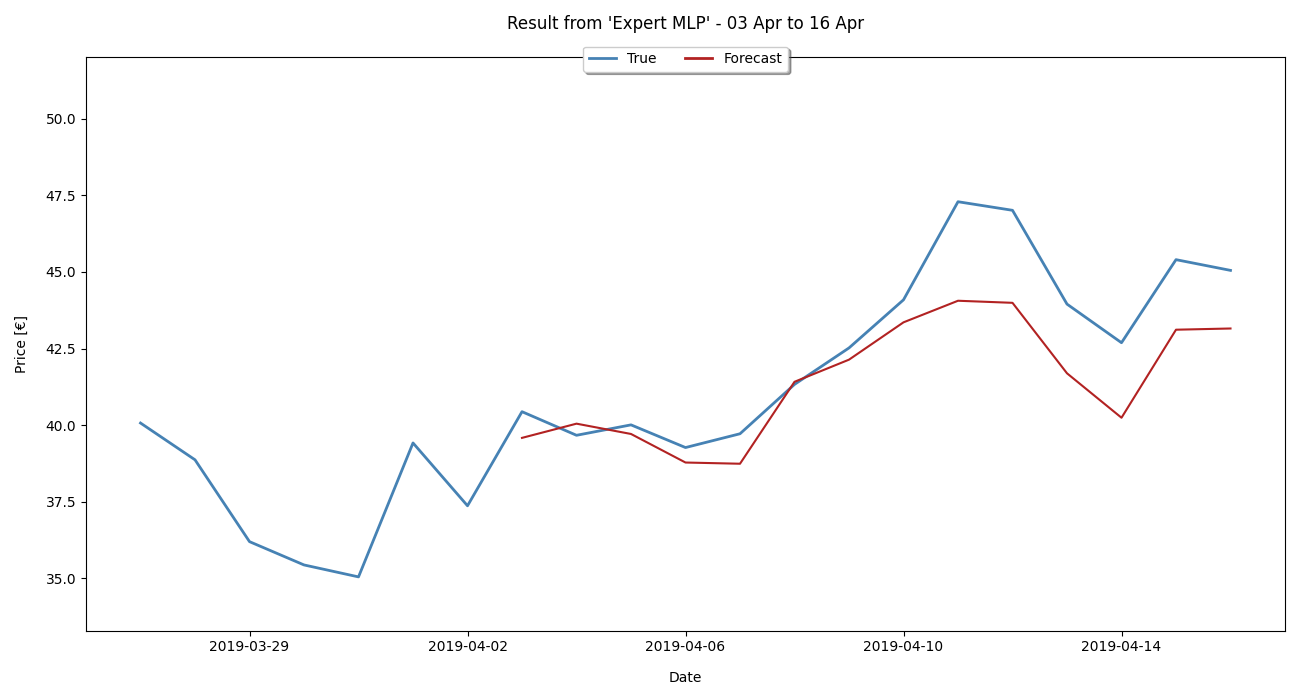 Result from 'Expert MLP' - 03 Apr to 16 Apr
True
Forecast
50.0
47.5
45.0
42.5
40.0
37.5
35.0
Price [€]
2019-03-29
2019-04-02
2019-04-06
2019-04-10
2019-04-14
Date